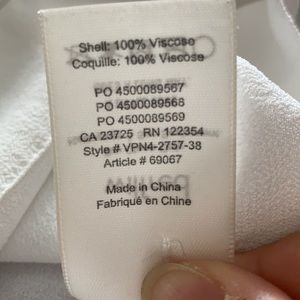 Shell: 100% Viscose
Coquille: 100% Viscose
PO 4500089567
PO 4500089568
PO 4500089569
CA 23725 RN 122354
Style # VPN4-2757-38
Article # 69067
Made in China
Fabriqué en Chine